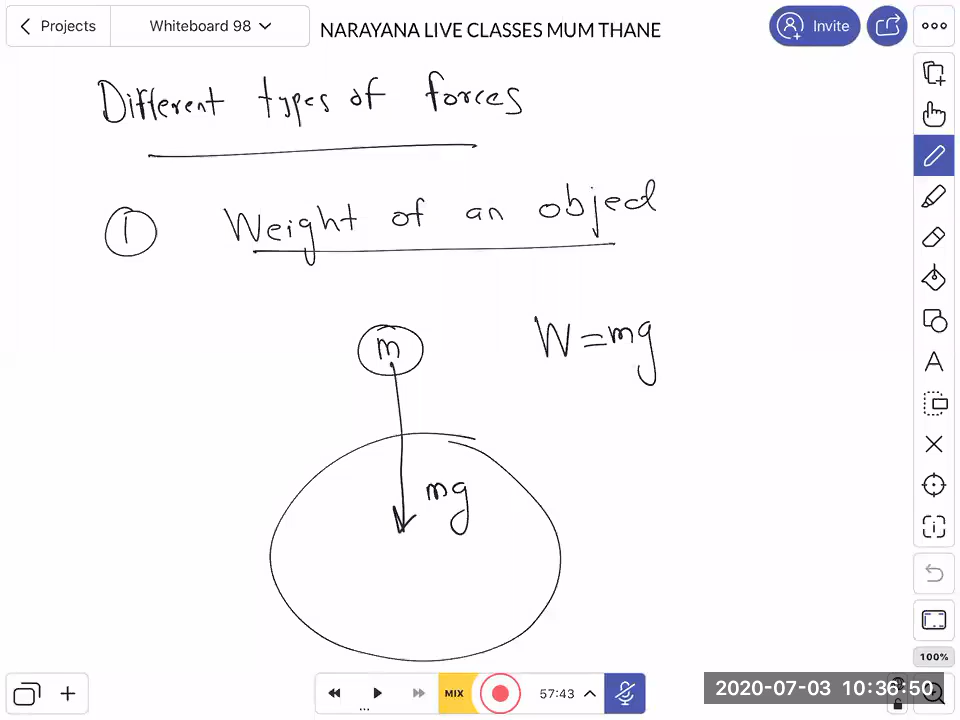 Projects
Whiteboard 98
NARAYANA LIVE CLASSES MUM THANE
Invite
Different types of forces
1 Weight of an object
m
W = mg
mg
A
100%
MIX
57:43
2020-07-03 10:36:50